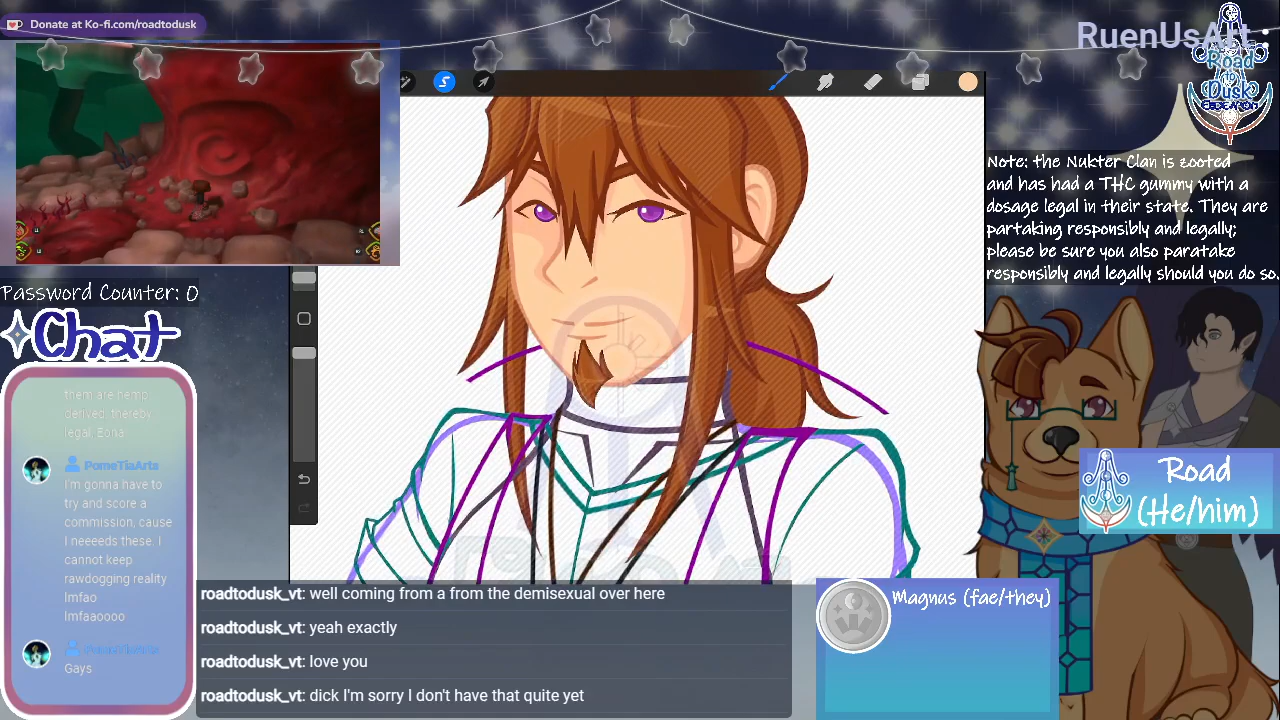 Donate at Ko-fi.com/roadtodusk
RuenUsArt
Road
to
Dusk
Note: the Nukter Clan is zooted
and has had a THC gummy with a
dosage legal in their state. They are
partaking responsibly and legally;
please be sure you also paratake
responsibly and legally should you do so.
Password Counter: 0
Chat
them are hemp
derived, thereby
legal, Edna
PomeTiaArts
I'm gonna have to
try and score a
commission, cause
I neeeeds these. I
cannot keep
rawdogging reality
lmfao
lmfaaoooo
PomeTiaArts
Gays
Road
(He/him)
Magnus (fae/they)
roadtodusk_vt: well coming from a from the demisexual over here
roadtodusk_vt: yeah exactly
roadtodusk_vt: love you
roadtodusk_vt: dick I'm sorry I don't have that quite yet